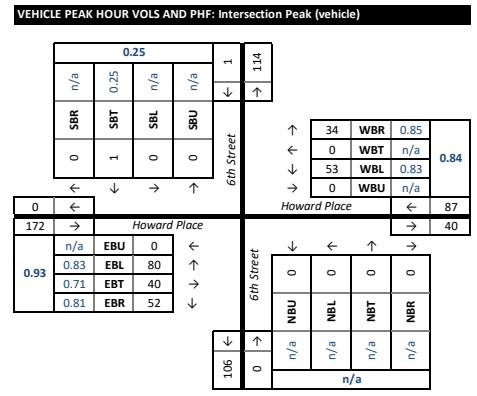 VEHICLE PEAK HOUR VOLS AND PHF: Intersection Peak (vehicle)
0.25
n/a 0.25 n/a n/a
SBR SBT SBL SBU
0 1 0 0
← ↓ → ↑
1 114
↓ ↑
6th Street
↑ 34 WBR 0.85
← 0 WBT n/a
↓ 53 WBL 0.83
→ 0 WBU n/a
0.84
0 ←
Howard Place
← 87
172 →
Howard Place
→ 40
0.93
n/a EBU 0 ←
0.83 EBL 80 ↑
0.71 EBT 40 →
0.81 EBR 52 ↓
6th Street
↓ ← ↑ →
0 0 0 0
NBU NBL NBT NBR
n/a n/a n/a n/a
n/a
↓ ↑
106 0